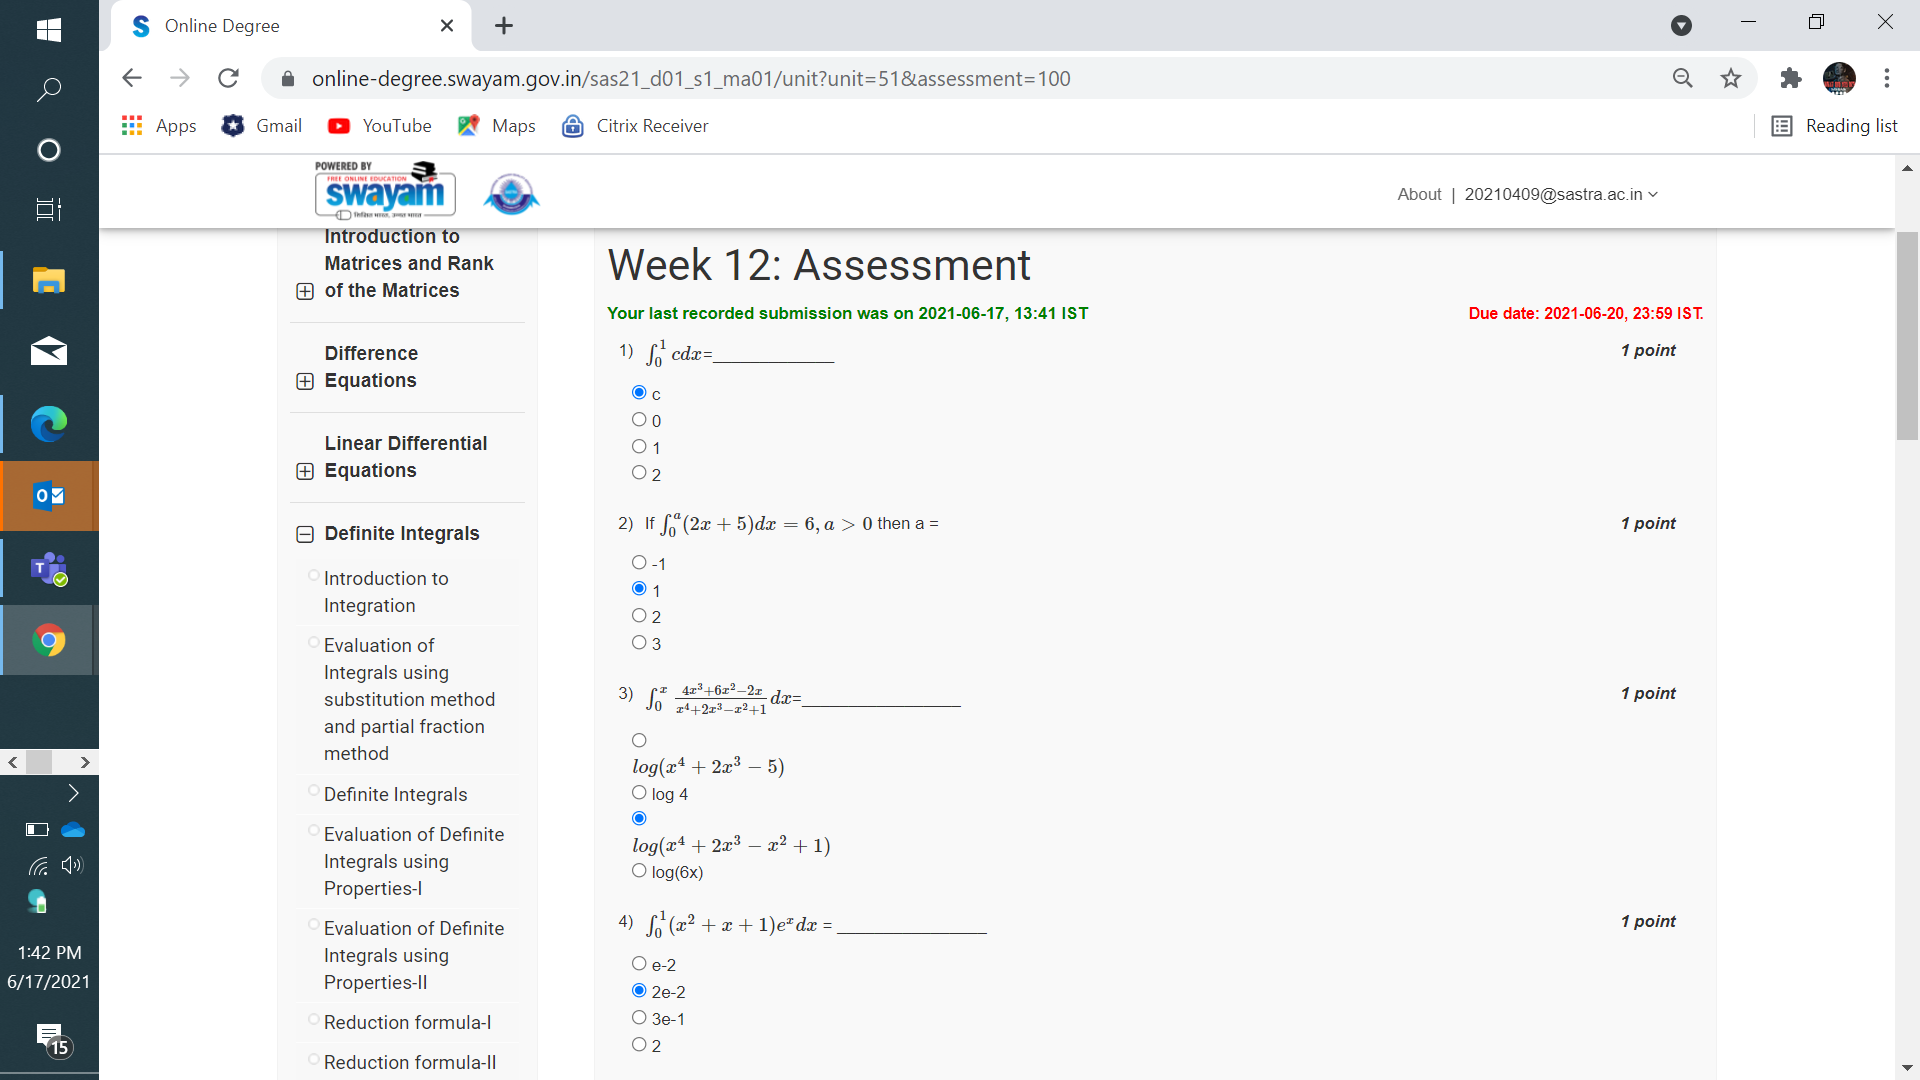 Online Degree
online-degree.swayam.gov.in/sas21_d01_s1_ma01/unit?unit=51&assessment=100
Apps Gmail YouTube Maps Citrix Receiver Reading list
POWERED BY
FREE ONLINE EDUCATION
swayam
About | 20210409@sastra.ac.in
Introduction to
Matrices and Rank
of the Matrices
Difference
Equations
Linear Differential
Equations
Definite Integrals
Introduction to
Integration
Evaluation of
Integrals using
substitution method
and partial fraction
method
Definite Integrals
Evaluation of Definite
Integrals using
Properties-I
Evaluation of Definite
Integrals using
Properties-II
Reduction formula-I
Reduction formula-II
Week 12: Assessment
Your last recorded submission was on 2021-06-17, 13:41 IST Due date: 2021-06-20, 23:59 IST.
1) ∫₀¹ cdx=______________ 1 point
c
0
1
2
2) If ∫₀ᵃ (2x + 5)dx = 6, a > 0 then a = 1 point
-1
1
2
3
3) ∫₀ˣ (4x³+6x²−2x)/(x⁴+2x³−x²+1) dx=__________________ 1 point
log(x⁴ + 2x³ − 5)
log 4
log(x⁴ + 2x³ − x² + 1)
log(6x)
4) ∫₀¹ (x² + x + 1)eˣdx = _________________ 1 point
e-2
2e-2
3e-1
2
1:42 PM
6/17/2021
15